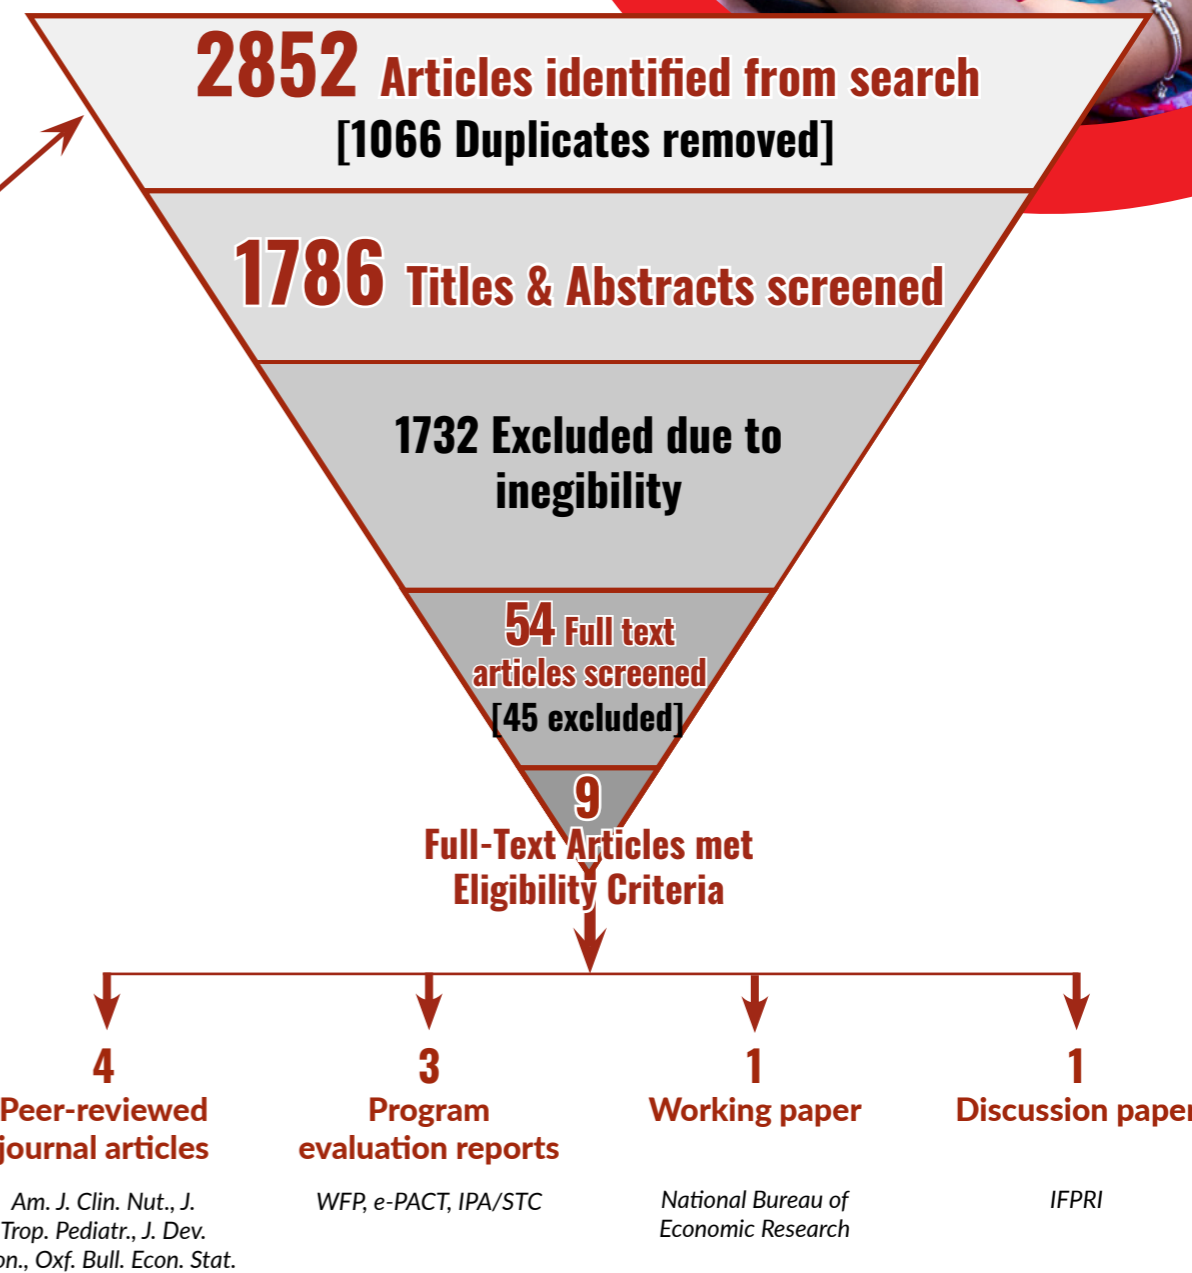 2852 Articles identified from search
[1066 Duplicates removed]
1786 Titles & Abstracts screened
1732 Excluded due to
inegibility
54 Full text
articles screened
[45 excluded]
9
Full-Text Articles met
Eligibility Criteria
4
Peer-reviewed
journal articles
Am. J. Clin. Nut., J.
Trop. Pediatr., J. Dev.
on., Oxf. Bull. Econ. Stat.
3
Program
evaluation reports
WFP, e-PACT, IPA/STC
1
Working paper
National Bureau of
Economic Research
1
Discussion paper
IFPRI